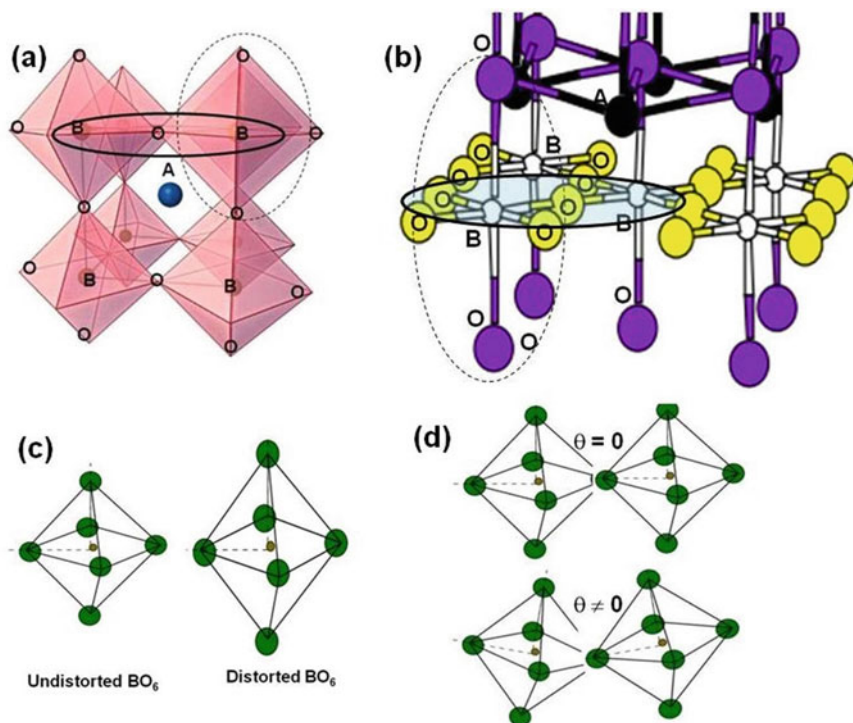 (a)
O
O B O B O
A
O O
O B O B O
O O
(b)
O
A
B
O O
O
O O
O O
B B
O
O O
(c)
Undistorted BO₆
Distorted BO₆
(d)
θ = 0
θ ≠ 0